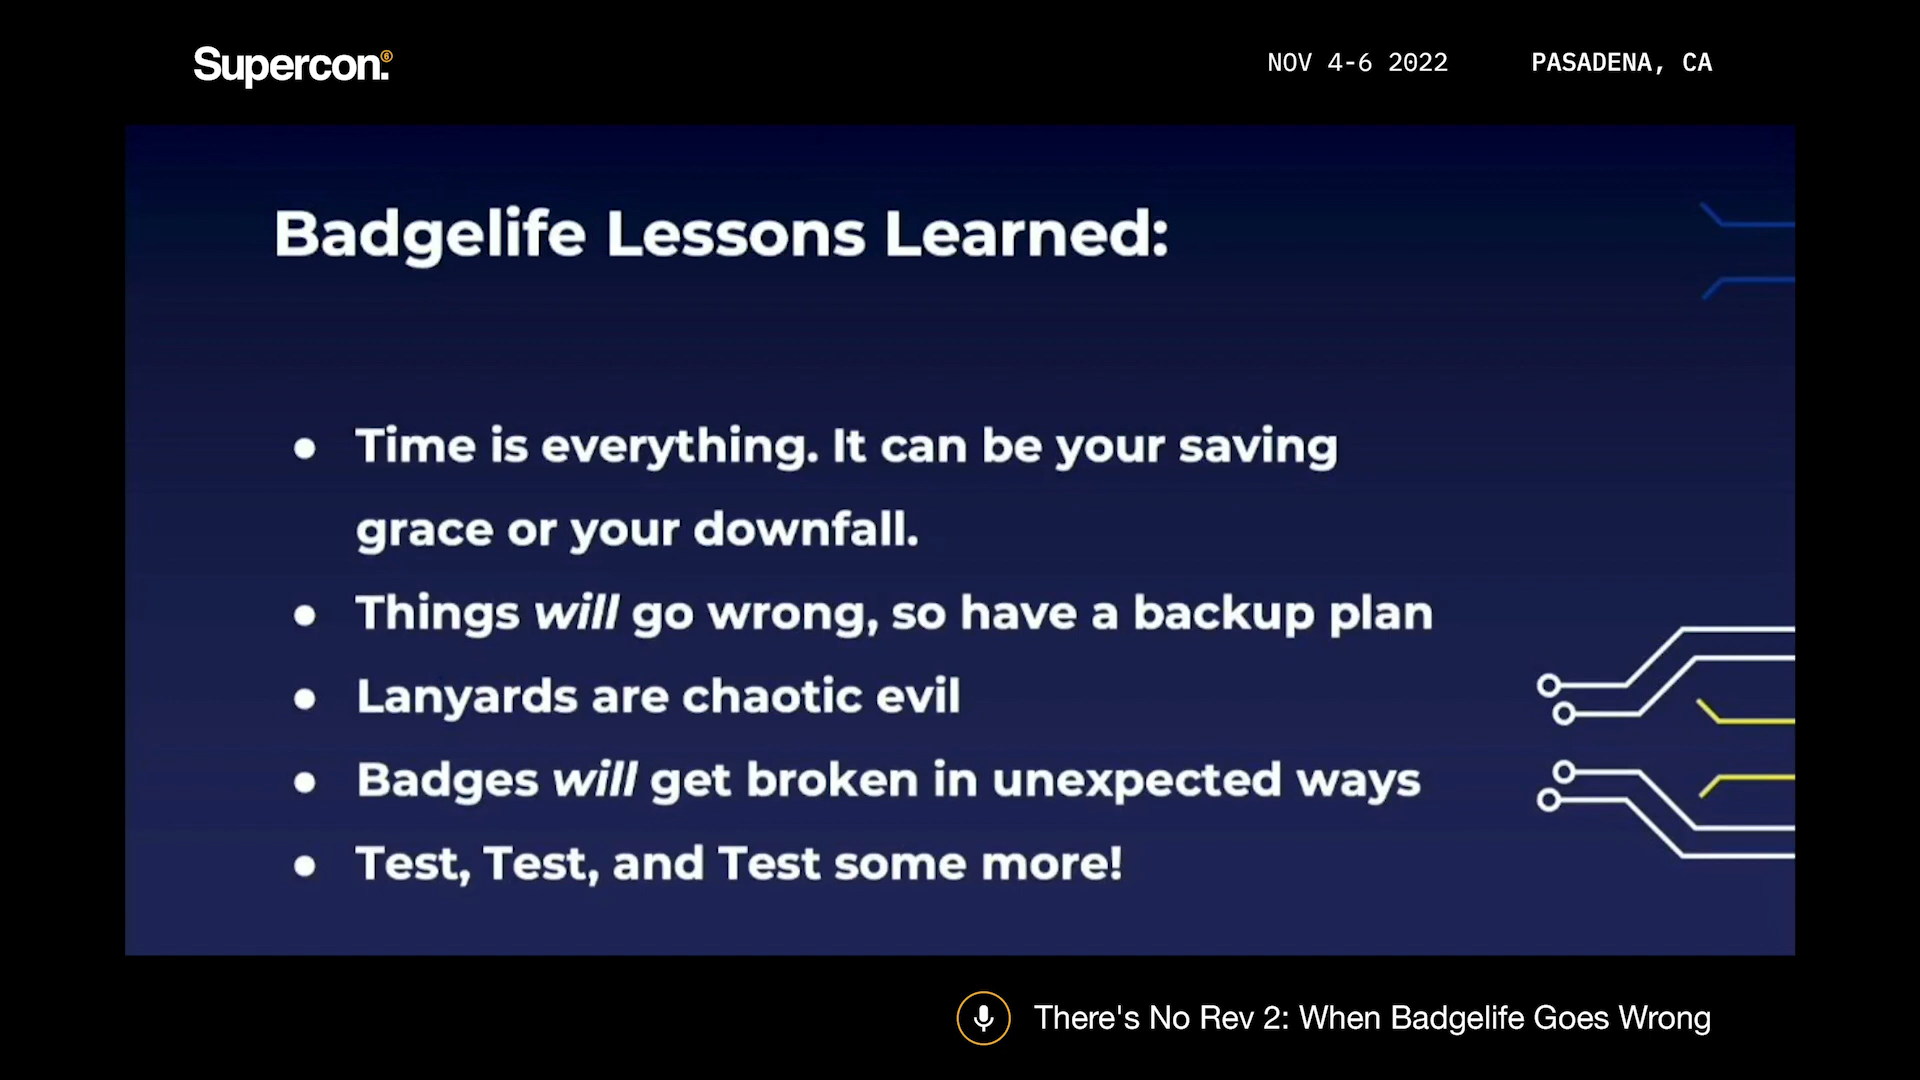 Supercon.6
NOV 4-6 2022
PASADENA, CA
Badgelife Lessons Learned:
● Time is everything. It can be your saving
grace or your downfall.
● Things will go wrong, so have a backup plan
● Lanyards are chaotic evil
● Badges will get broken in unexpected ways
● Test, Test, and Test some more!
There's No Rev 2: When Badgelife Goes Wrong